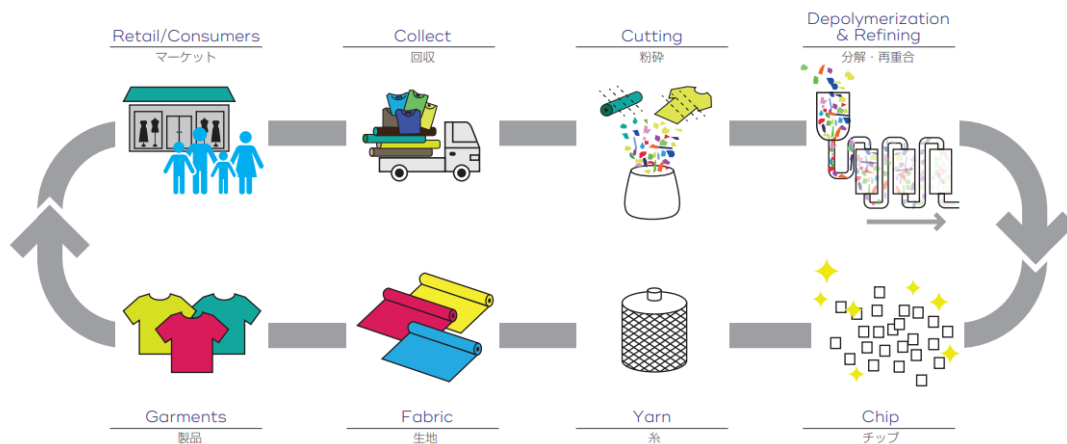 Retail/Consumers
マーケット
Collect
回収
Cutting
粉砕
Depolymerization
& Refining
分解・再重合
Garments
製品
Fabric
生地
Yarn
糸
Chip
チップ